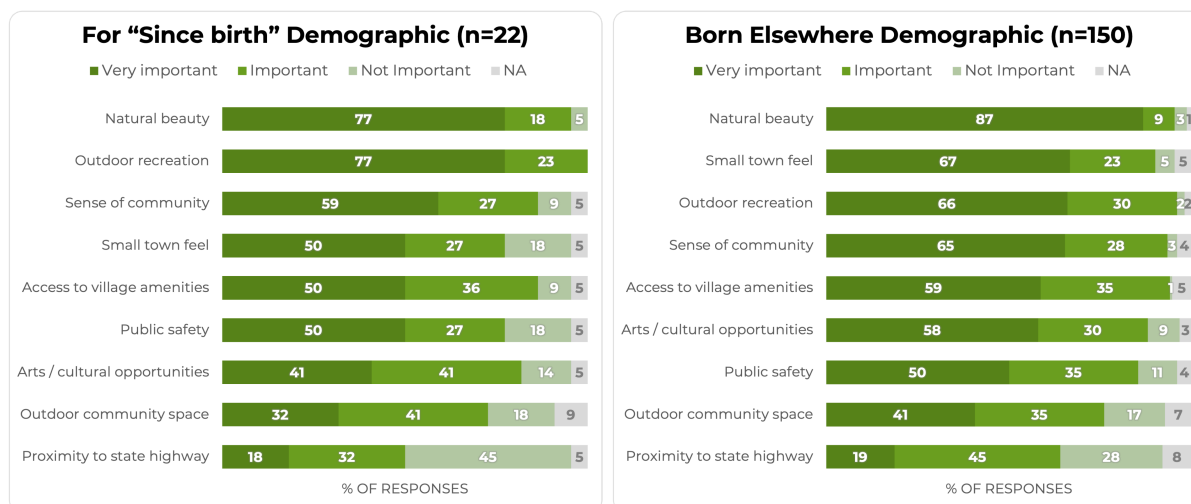 For “Since birth” Demographic (n=22)
Very important Important Not Important NA
Natural beauty 77 18 5
Outdoor recreation 77 23
Sense of community 59 27 9 5
Small town feel 50 27 18 5
Access to village amenities 50 36 9 5
Public safety 50 27 18 5
Arts / cultural opportunities 41 41 14 5
Outdoor community space 32 41 18 9
Proximity to state highway 18 32 45 5
% OF RESPONSES
Born Elsewhere Demographic (n=150)
Very important Important Not Important NA
Natural beauty 87 9 3 1
Small town feel 67 23 5 5
Outdoor recreation 66 30 2 2
Sense of community 65 28 3 4
Access to village amenities 59 35 1 5
Arts / cultural opportunities 58 30 9 3
Public safety 50 35 11 4
Outdoor community space 41 35 17 7
Proximity to state highway 19 45 28 8
% OF RESPONSES